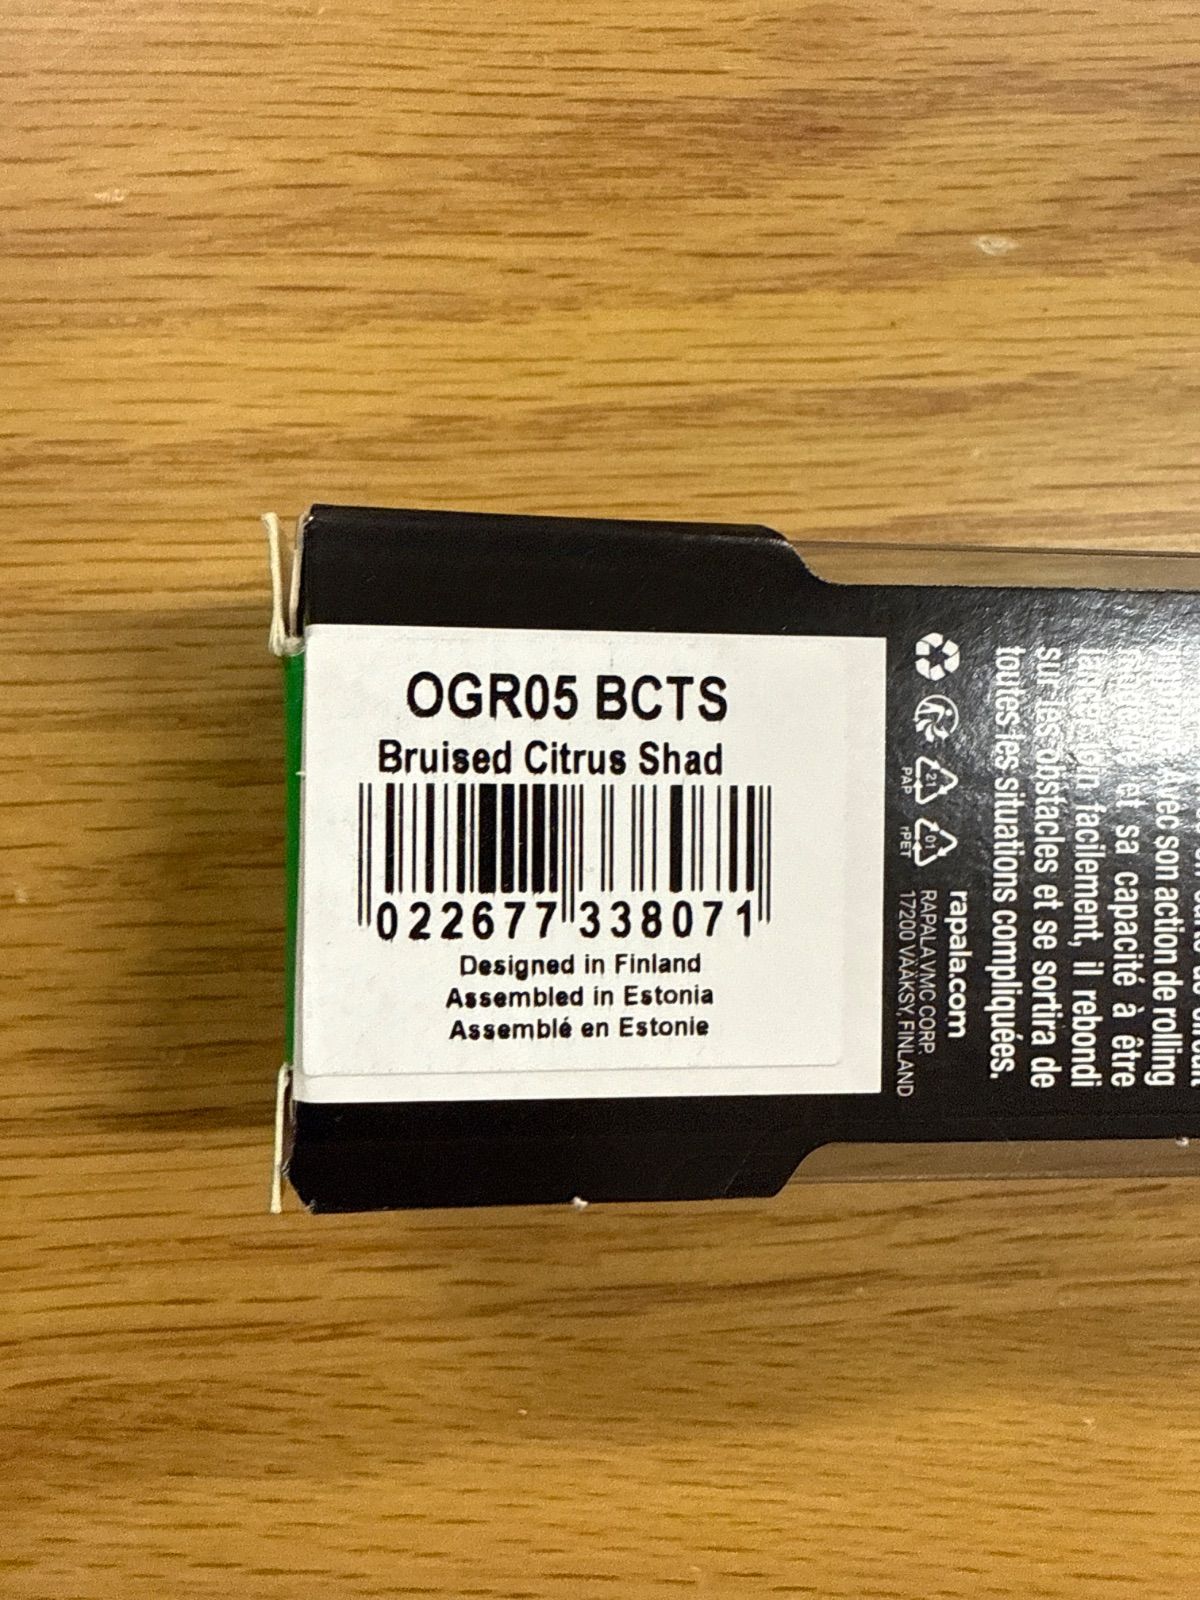 OGR05 BCTS
Bruised Citrus Shad
022677 338071
Designed in Finland
Assembled in Estonia
Assemblé en Estonie
21
PAP
01
rPET
rapala.com
RAPALA VMC CORP.
17200 VÄÄKSY, FINLAND
Avec son action de rolling
et sa capacité à être
facilement, il rebondi
sur les obstacles et se sortira de
toutes les situations compliquées.